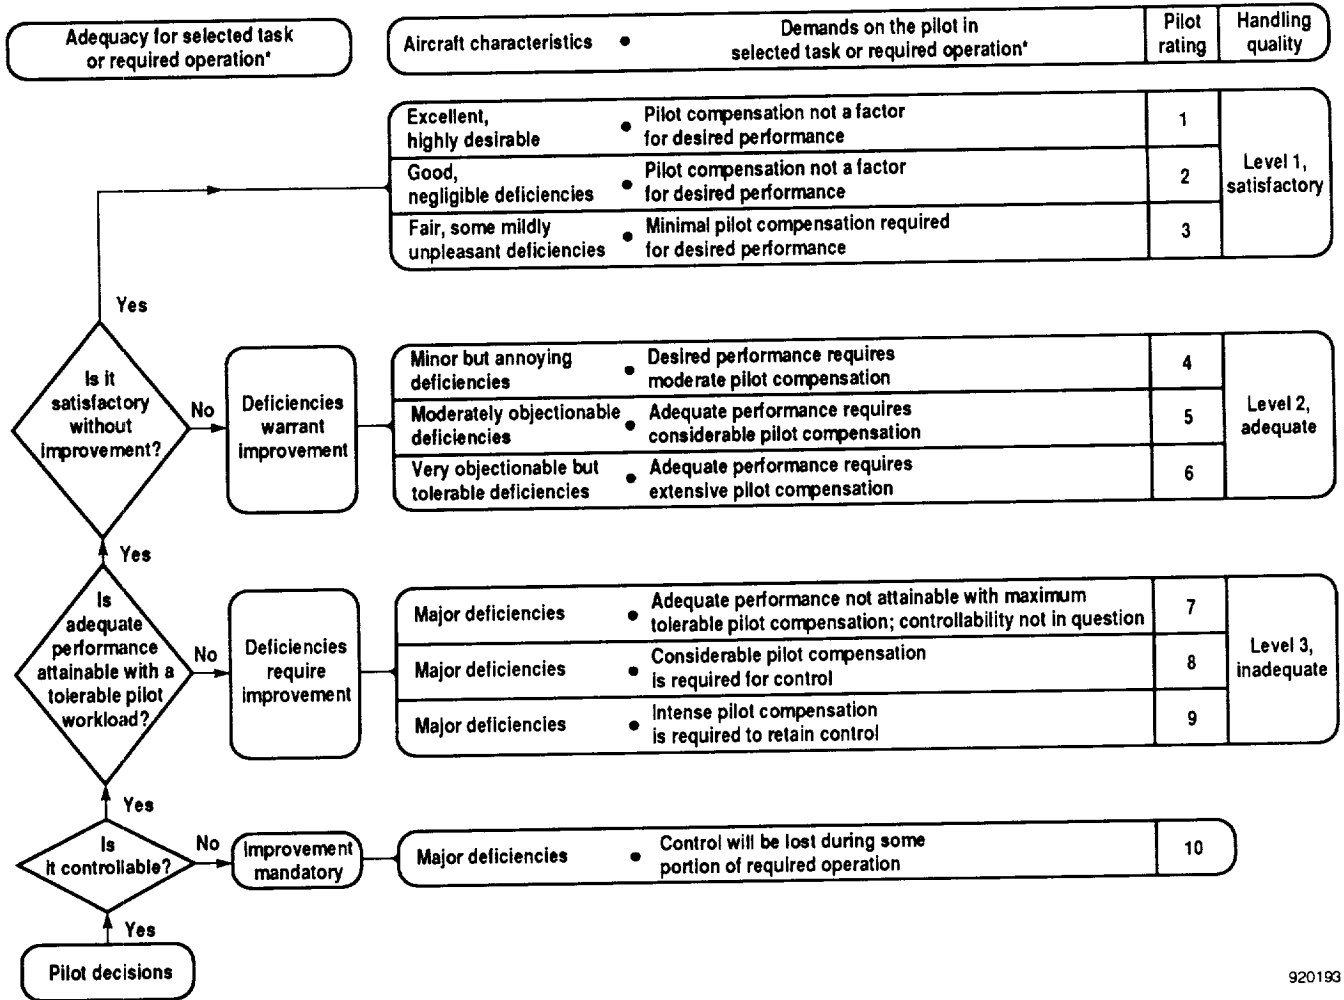 Adequacy for selected task
or required operation*
Aircraft characteristics •
Demands on the pilot in
selected task or required operation*
Pilot
rating
Handling
quality
Excellent,
highly desirable
• Pilot compensation not a factor
for desired performance
1
Good,
negligible deficiencies
• Pilot compensation not a factor
for desired performance
2
Fair, some mildly
unpleasant deficiencies
• Minimal pilot compensation required
for desired performance
3
Level 1,
satisfactory
Yes
Is it
satisfactory
without
improvement?
No
Deficiencies
warrant
improvement
Minor but annoying
deficiencies
• Desired performance requires
moderate pilot compensation
4
Moderately objectionable
deficiencies
• Adequate performance requires
considerable pilot compensation
5
Very objectionable but
tolerable deficiencies
• Adequate performance requires
extensive pilot compensation
6
Level 2,
adequate
Yes
Is
adequate
performance
attainable with a
tolerable pilot
workload?
No
Deficiencies
require
improvement
Major deficiencies
• Adequate performance not attainable with maximum
tolerable pilot compensation; controllability not in question
7
Major deficiencies
• Considerable pilot compensation
is required for control
8
Major deficiencies
• Intense pilot compensation
is required to retain control
9
Level 3,
inadequate
Yes
Is
it controllable?
No
Improvement
mandatory
Major deficiencies
• Control will be lost during some
portion of required operation
10
Yes
Pilot decisions
920193